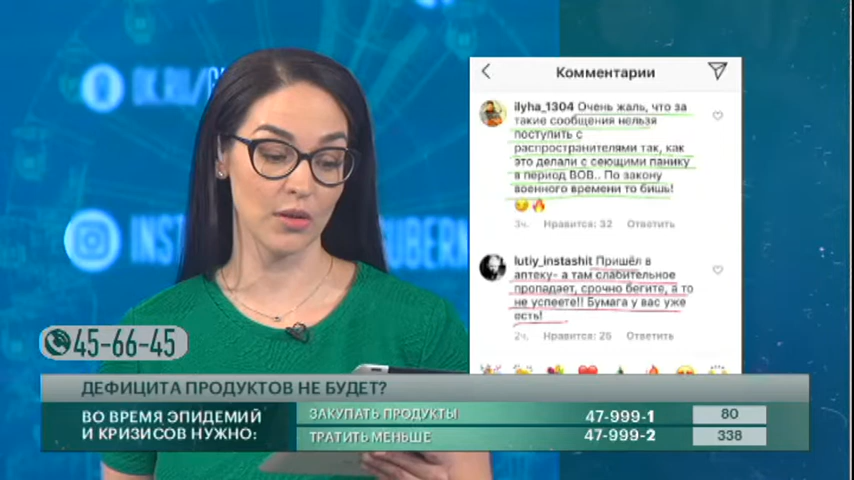 OK.RU/G
INST
GUBERN
Комментарии
ilyha_1304 Очень жаль, что за
такие сообщения нельзя
поступить с
распространителями так, как
это делали с сеющими панику
в период ВОВ.. По закону
военного времени то бишь!
3ч. Нравится: 32 Ответить
lutiy_instashit Пришёл в
аптеку- а там слабительное
пропадает, срочно бегите, а то
не успеете!! Бумага у вас уже
есть!
2ч. Нравится: 26 Ответить
45-66-45
ДЕФИЦИТА ПРОДУКТОВ НЕ БУДЕТ?
ВО ВРЕМЯ ЭПИДЕМИЙ
И КРИЗИСОВ НУЖНО:
ЗАКУПАТЬ ПРОДУКТЫ 47-999-1 80
ТРАТИТЬ МЕНЬШЕ 47-999-2 338